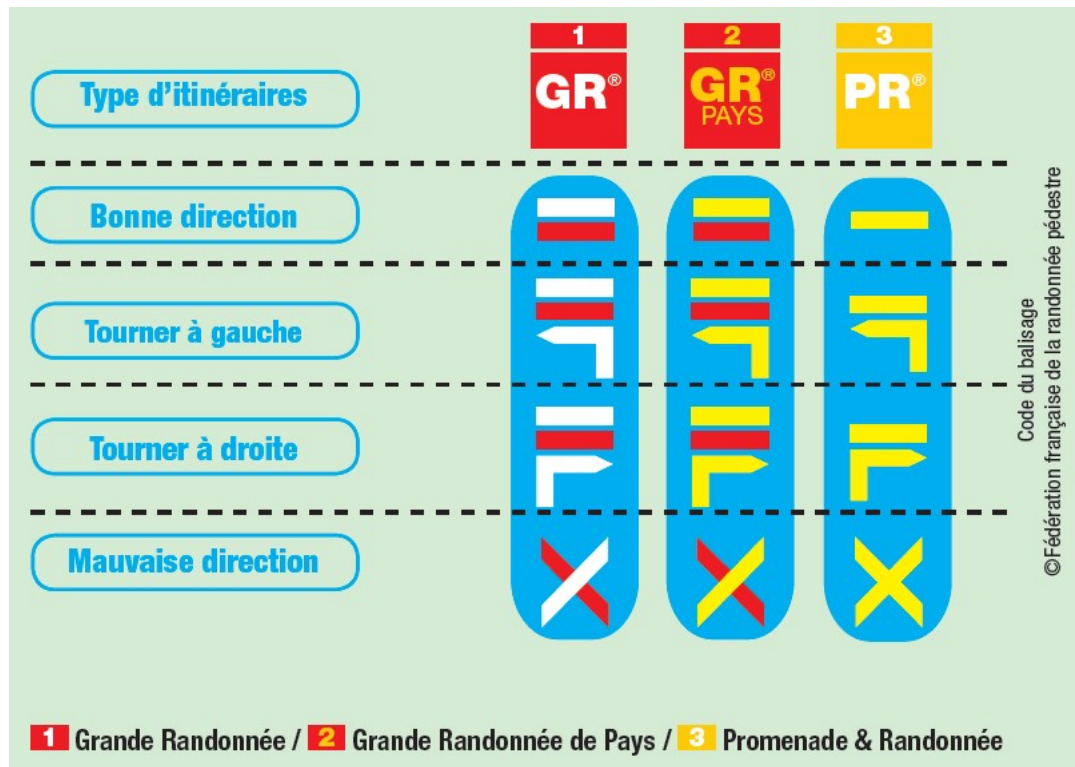 1
GR®
2
GR®
PAYS
3
PR®
Type d'itinéraires
Bonne direction
Tourner à gauche
Tourner à droite
Mauvaise direction
Code du balisage
©Fédération française de la randonnée pédestre
1 Grande Randonnée / 2 Grande Randonnée de Pays / 3 Promenade & Randonnée